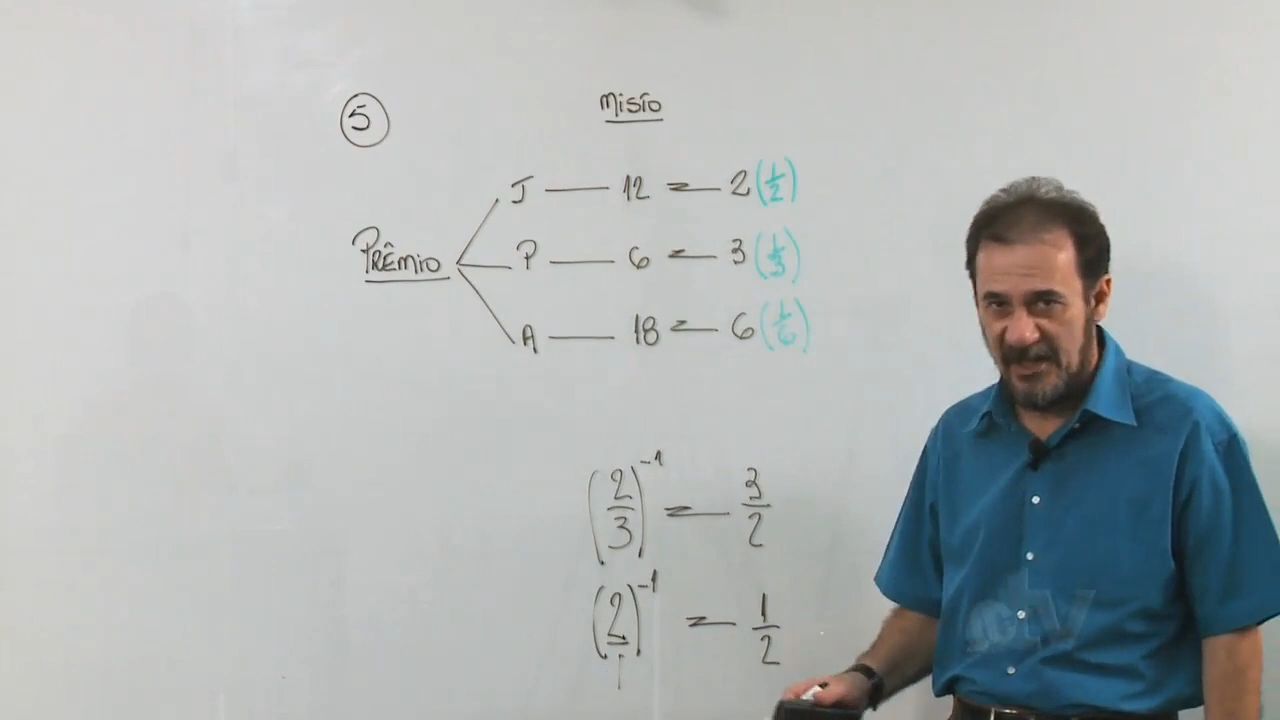 5
Misto
J — 12 = 2 (1/2)
Prêmio
P — 6 = 3 (1/3)
A — 18 = 6 (1/6)
(2/3)^-1 = 3/2
(2/1)^-1 = 1/2